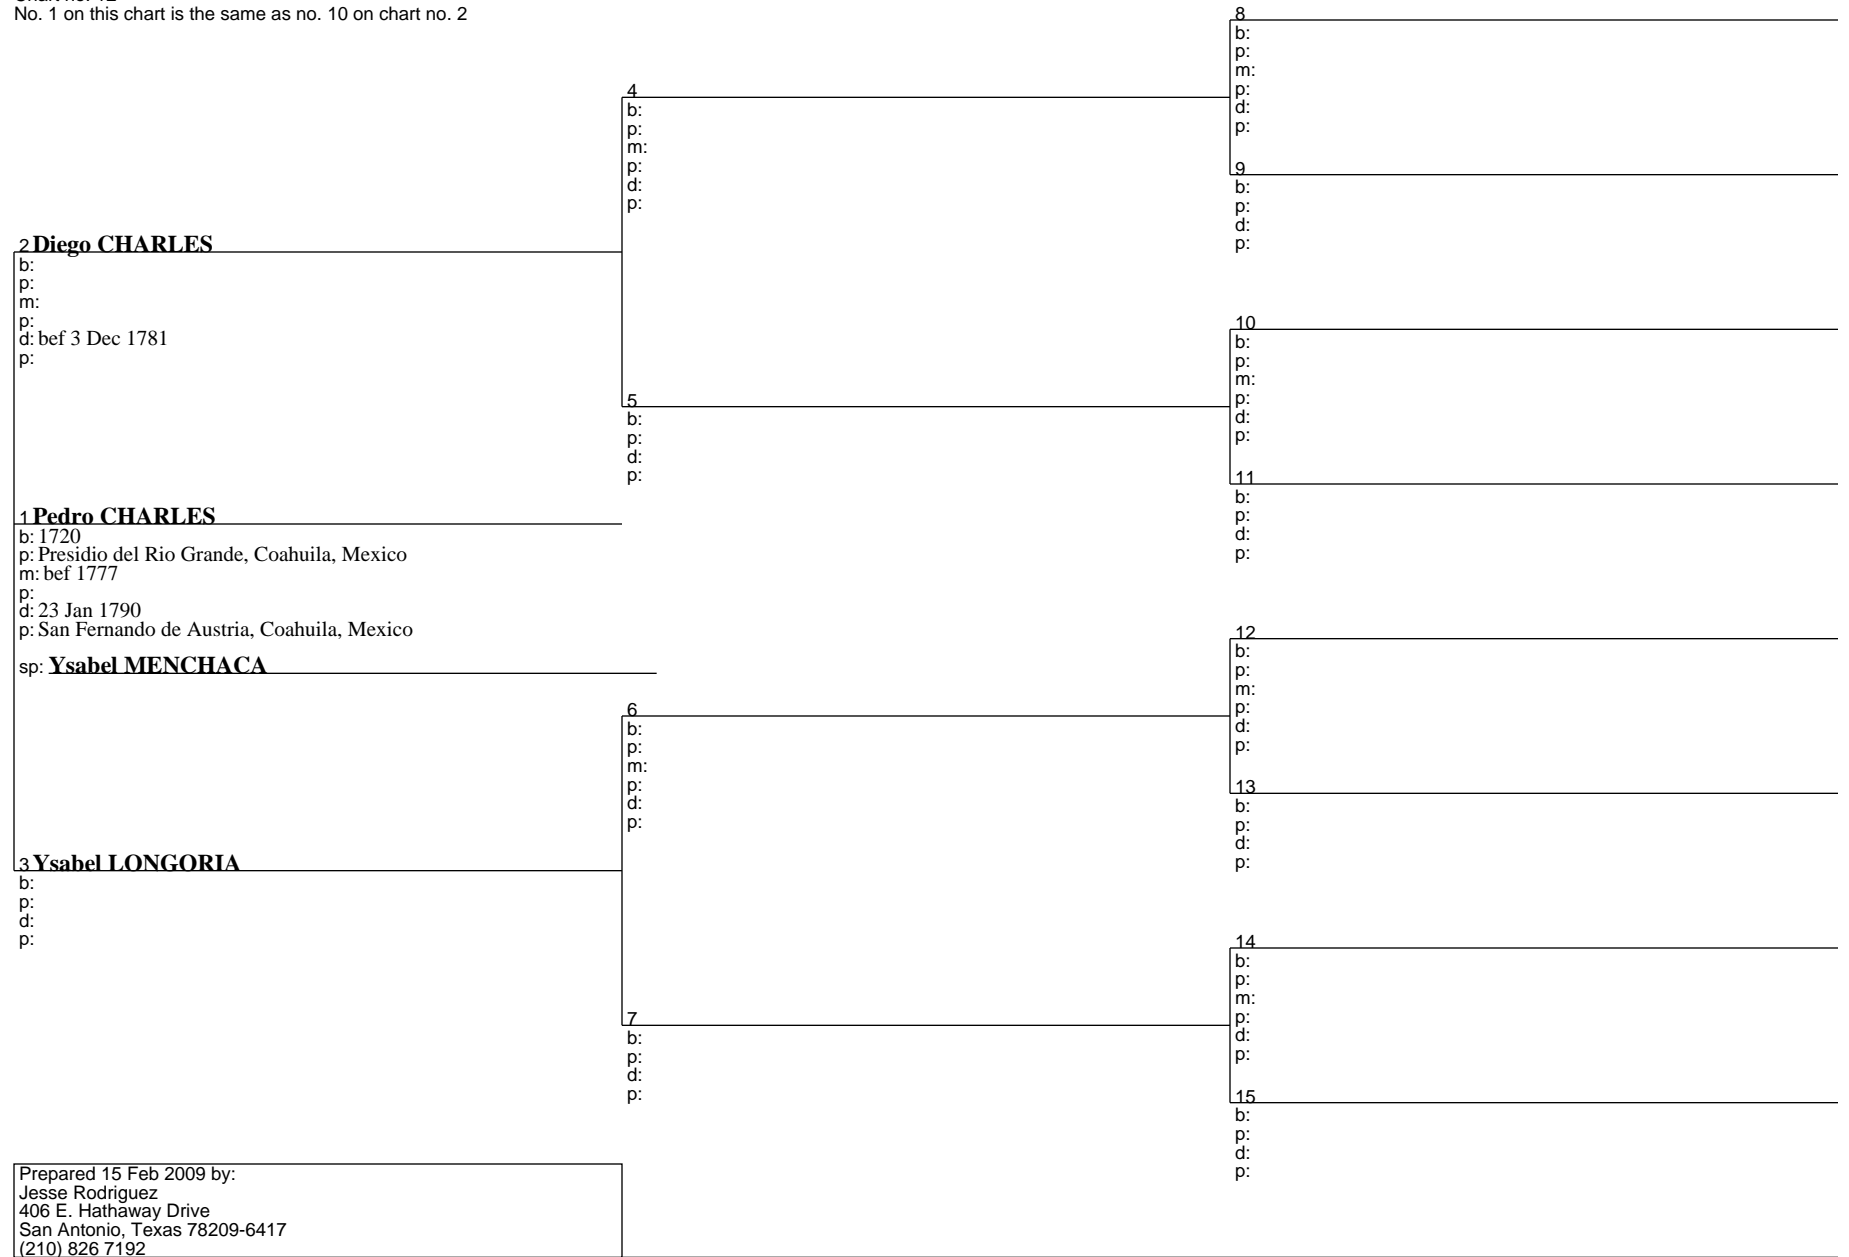 No. 1 on this chart is the same as no. 10 on chart no. 2
2 Diego CHARLES
b:
p:
m:
p:
d: bef 3 Dec 1781
p:
1 Pedro CHARLES
b: 1720
p: Presidio del Rio Grande, Coahuila, Mexico
m: bef 1777
p:
d: 23 Jan 1790
p: San Fernando de Austria, Coahuila, Mexico
sp: Ysabel MENCHACA
3 Ysabel LONGORIA
b:
p:
d:
p:
4
b:
p:
m:
p:
d:
p:
5
b:
p:
d:
p:
6
b:
p:
m:
p:
d:
p:
7
b:
p:
d:
p:
8
b:
p:
m:
p:
d:
p:
9
b:
p:
d:
p:
10
b:
p:
m:
p:
d:
p:
11
b:
p:
d:
p:
12
b:
p:
m:
p:
d:
p:
13
b:
p:
d:
p:
14
b:
p:
m:
p:
d:
p:
15
b:
p:
d:
p:
Prepared 15 Feb 2009 by:
Jesse Rodriguez
406 E. Hathaway Drive
San Antonio, Texas 78209-6417
(210) 826 7192